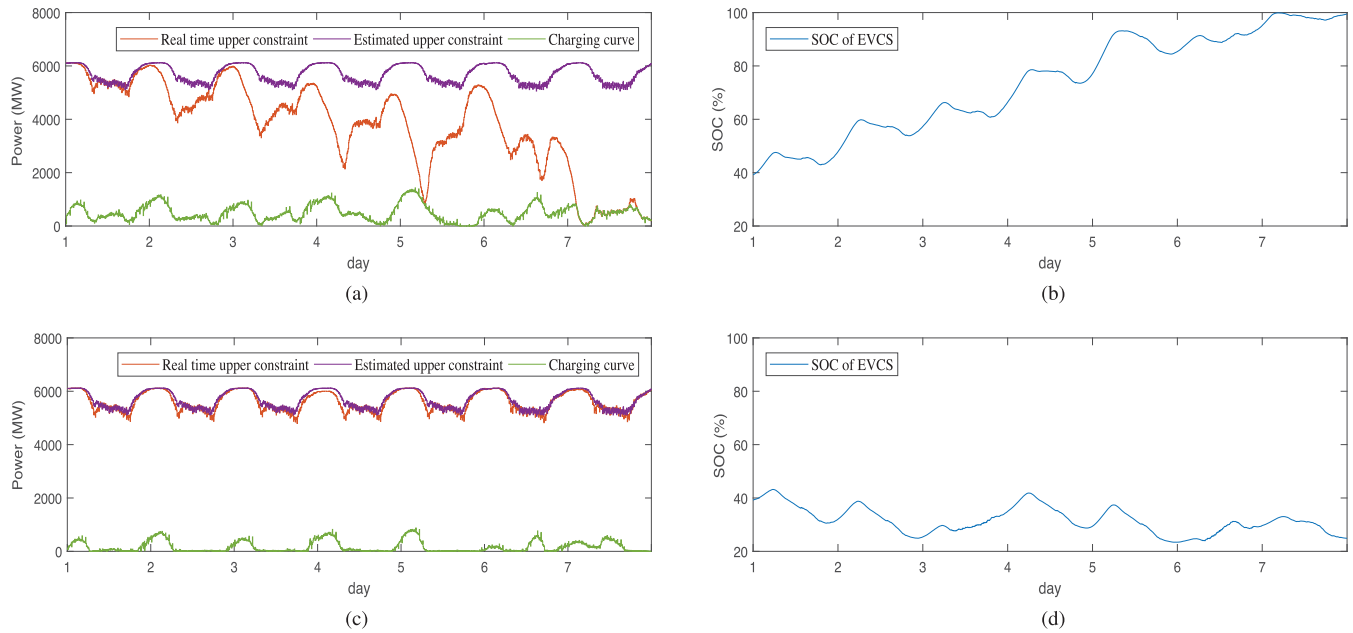 8000
6000
4000
2000
0
Power (MW)
Real time upper constraint
Estimated upper constraint
Charging curve
1 2 3 4 5 6 7
day
(a)
100
80
60
40
20
SOC (%)
SOC of EVCS
1 2 3 4 5 6 7
day
(b)
8000
6000
4000
2000
0
Power (MW)
Real time upper constraint
Estimated upper constraint
Charging curve
1 2 3 4 5 6 7
day
(c)
100
80
60
40
20
SOC (%)
SOC of EVCS
1 2 3 4 5 6 7
day
(d)